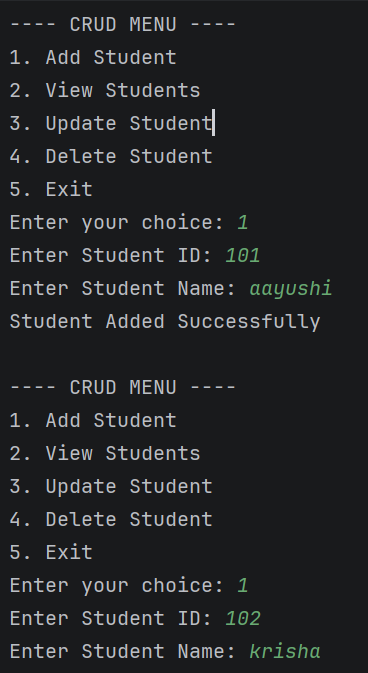 ---- CRUD MENU ----
1. Add Student
2. View Students
3. Update Student
4. Delete Student
5. Exit
Enter your choice: 1
Enter Student ID: 101
Enter Student Name: aayushi
Student Added Successfully
---- CRUD MENU ----
1. Add Student
2. View Students
3. Update Student
4. Delete Student
5. Exit
Enter your choice: 1
Enter Student ID: 102
Enter Student Name: krisha